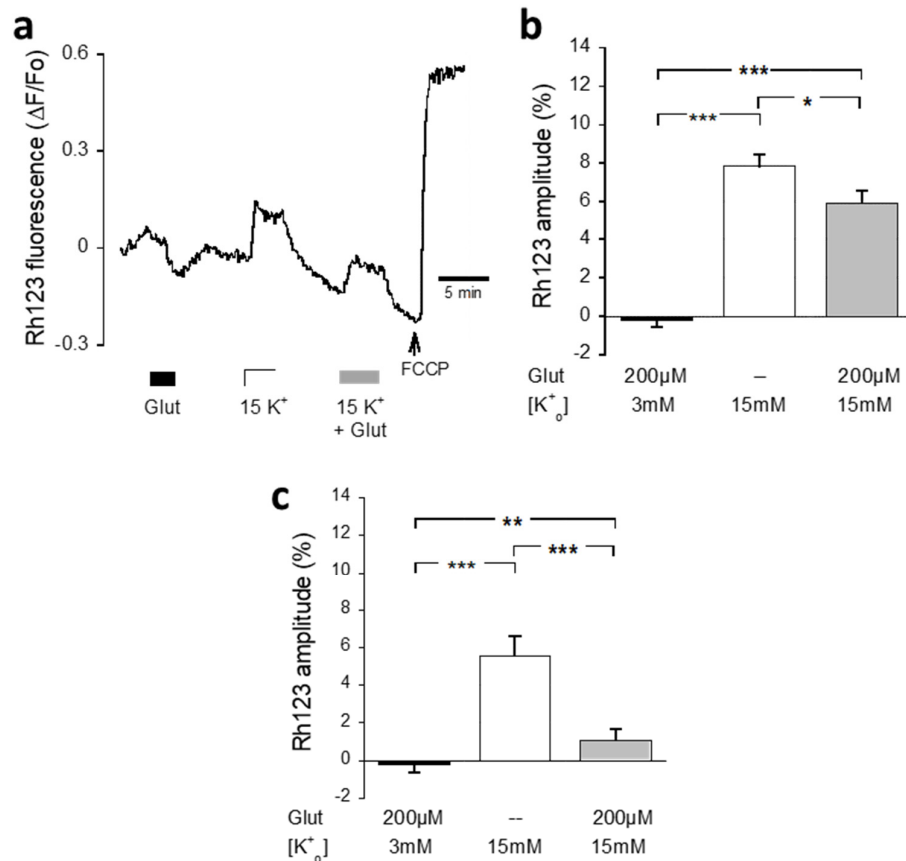 a
Rh123 fluorescence (ΔF/Fo)
0.6
0.3
0
-0.3
5 min
FCCP
Glut
15 K+
15 K+
+ Glut
b
Rh123 amplitude (%)
14
12
10
8
6
4
2
0
-2
***
***
*
Glut 200µM – 200µM
[K+o] 3mM 15mM 15mM
c
Rh123 amplitude (%)
14
12
10
8
6
4
2
0
-2
**
***
***
Glut 200µM -- 200µM
[K+o] 3mM 15mM 15mM